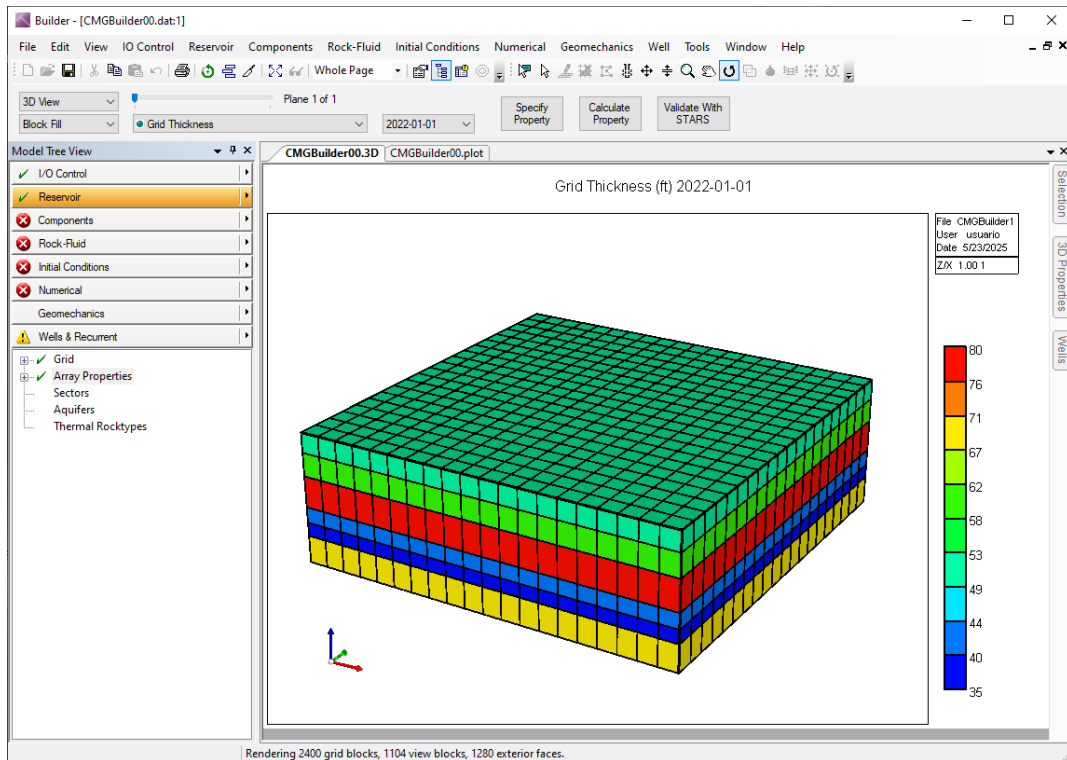 Builder - [CMGBuilder00.dat:1]
File Edit View IO Control Reservoir Components Rock-Fluid Initial Conditions Numerical Geomechanics Well Tools Window Help
Whole Page
3D View
Plane 1 of 1
Block Fill
Grid Thickness
2022-01-01
Specify Property
Calculate Property
Validate With STARS
Model Tree View
I/O Control
Reservoir
Components
Rock-Fluid
Initial Conditions
Numerical
Geomechanics
Wells & Recurrent
Grid
Array Properties
Sectors
Aquifers
Thermal Rocktypes
CMGBuilder00.3D CMGBuilder00.plot
Grid Thickness (ft) 2022-01-01
File CMGBuilder1
User usuario
Date 5/23/2025
Z/X 1.00 1
80
76
71
67
62
58
53
49
44
40
35
Selection
3D Properties
Wells
Rendering 2400 grid blocks, 1104 view blocks, 1280 exterior faces.